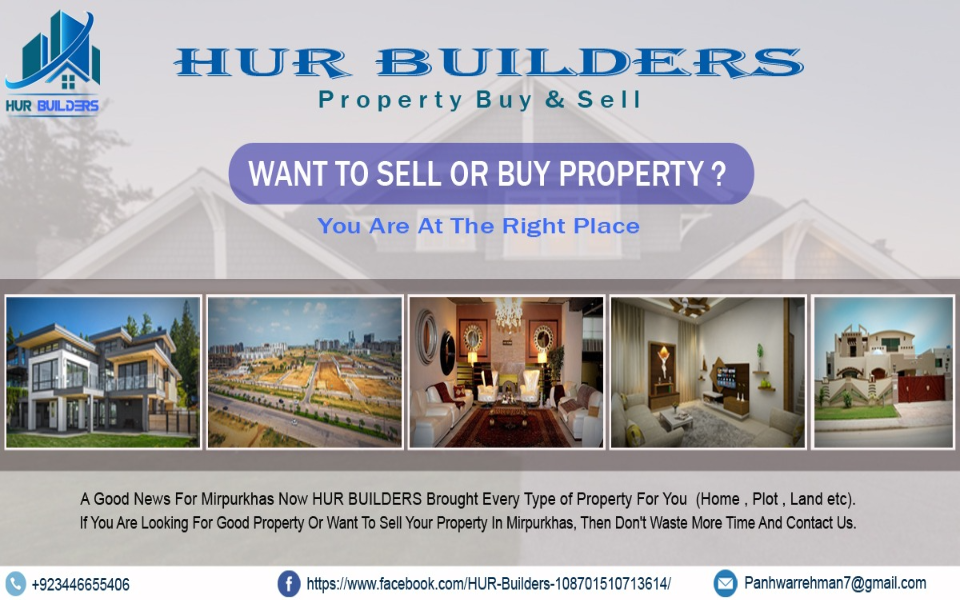 HUR BUILDERS
HUR BUILDERS
Property Buy & Sell
WANT TO SELL OR BUY PROPERTY ?
You Are At The Right Place
A Good News For Mirpurkhas Now HUR BUILDERS Brought Every Type of Property For You (Home , Plot , Land etc).
If You Are Looking For Good Property Or Want To Sell Your Property In Mirpurkhas, Then Don't Waste More Time And Contact Us.
+923446655406
https://www.facebook.com/HUR-Builders-108701510713614/
Panhwarrehman7@gmail.com